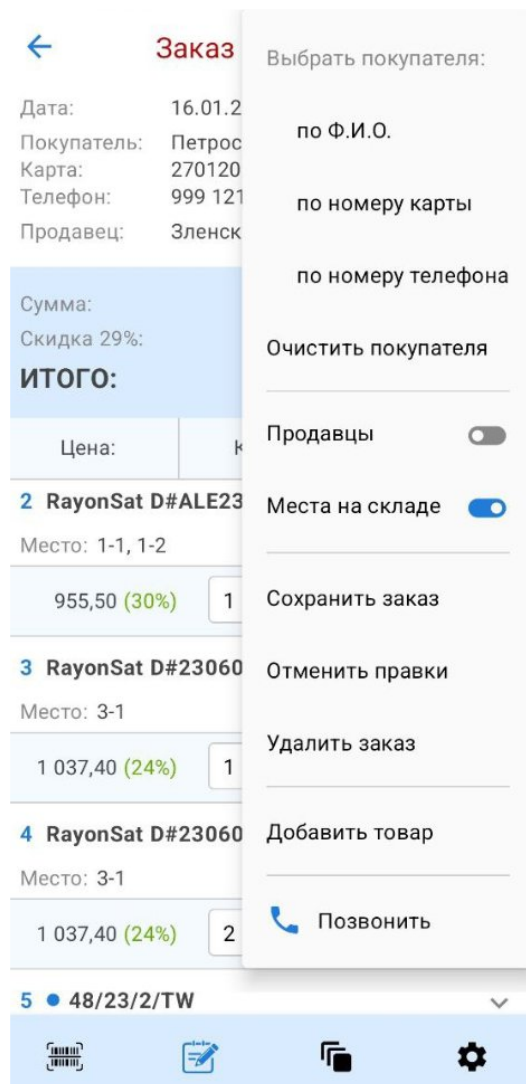 Заказ
Дата: 16.01.2
Покупатель: Петрос
Карта: 270120
Телефон: 999 121
Продавец: Зленск
Сумма:
Скидка 29%:
ИТОГО:
Цена:
2 RayonSat D#ALE23
Место: 1-1, 1-2
955,50 (30%) 1
3 RayonSat D#23060
Место: 3-1
1 037,40 (24%) 1
4 RayonSat D#23060
Место: 3-1
1 037,40 (24%) 2
5 48/23/2/TW
Выбрать покупателя:
по Ф.И.О.
по номеру карты
по номеру телефона
Очистить покупателя
Продавцы
Места на складе
Сохранить заказ
Отменить правки
Удалить заказ
Добавить товар
Позвонить